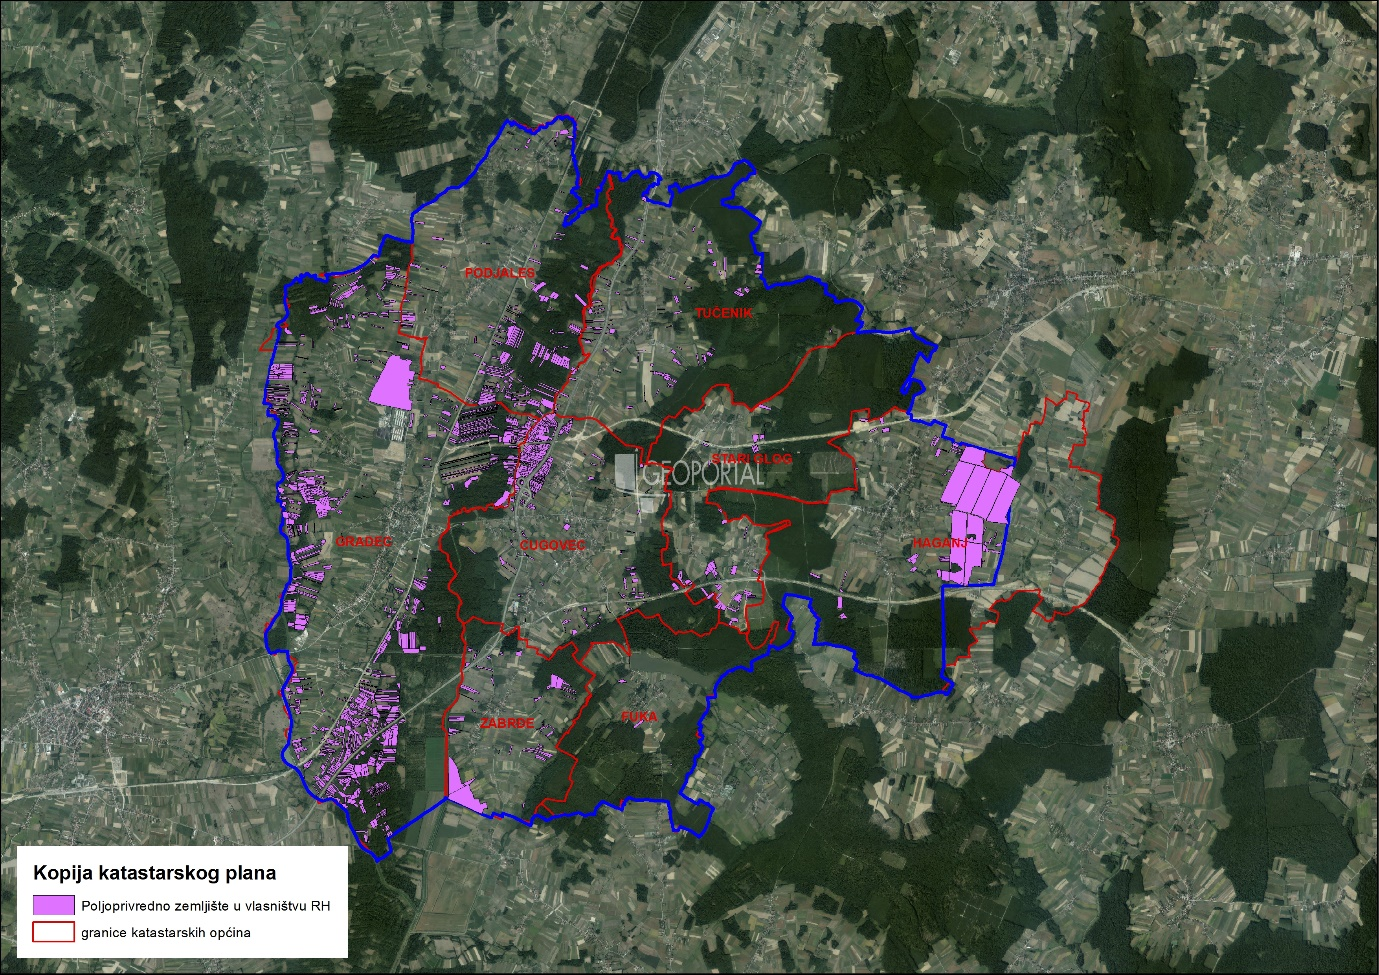 PODJALES
TUČENIK
STARI GLOG
GEOPORTAL
GRADEC
CUGOVEC
HAGANJ
ZABRĐE
FUKA
Kopija katastarskog plana
Poljoprivredno zemljište u vlasništvu RH
granice katastarskih općina